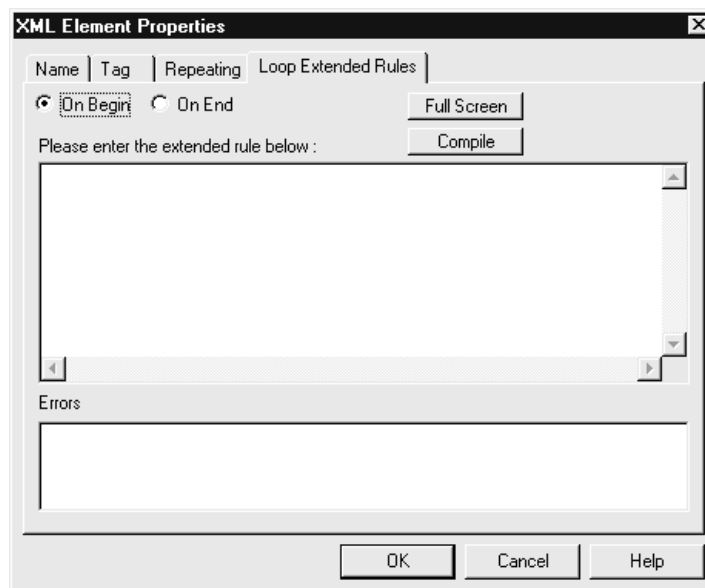 XML Element Properties
Name Tag Repeating Loop Extended Rules
On Begin On End Full Screen
Please enter the extended rule below : Compile
Errors
OK Cancel Help